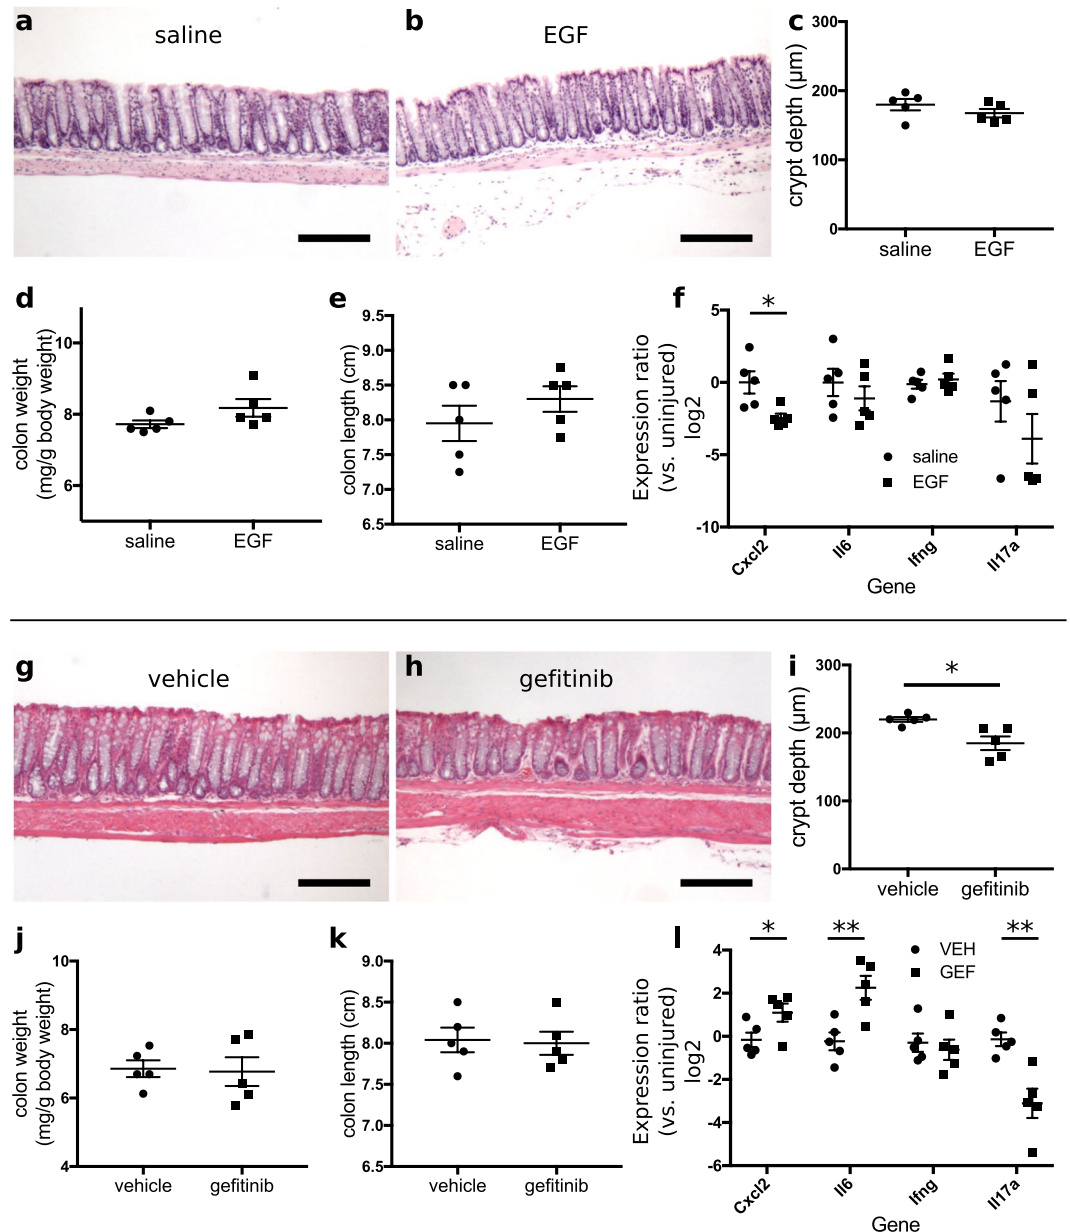 a
saline
b
EGF
c
crypt depth (µm)
300
200
100
0
saline
EGF
d
colon weight
(mg/g body weight)
10
8
6
saline
EGF
e
colon length (cm)
9.5
9.0
8.5
8.0
7.5
7.0
6.5
saline
EGF
f
Expression ratio
(vs. uninjured)
log2
5
0
-5
-10
*
saline
EGF
Cxcl2
Il6
Ifng
Il17a
Gene
g
vehicle
h
gefitinib
i
crypt depth (µm)
300
200
100
0
*
vehicle
gefitinib
j
colon weight
(mg/g body weight)
10
8
6
4
vehicle
gefitinib
k
colon length (cm)
9.0
8.5
8.0
7.5
7.0
6.5
vehicle
gefitinib
l
Expression ratio
(vs. uninjured)
log2
4
2
0
-2
-4
-6
*
**
**
VEH
GEF
Cxcl2
Il6
Ifng
Il17a
Gene